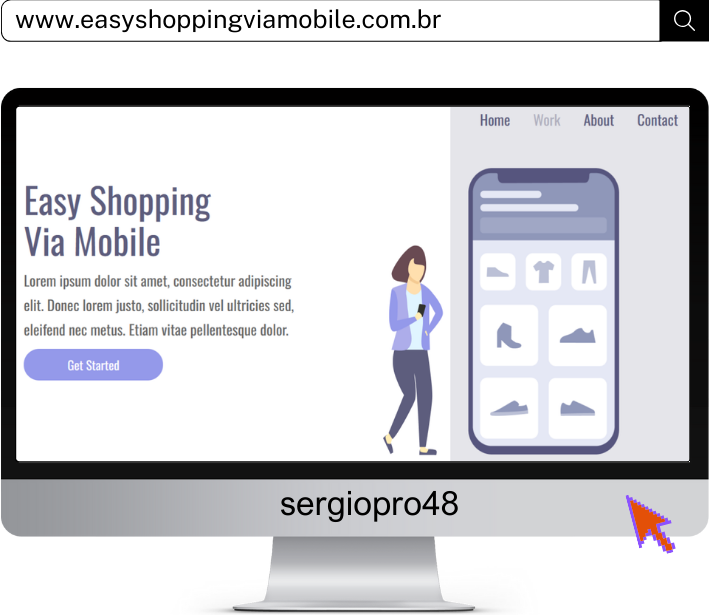 www.easyshoppingviamobile.com.br
Home Work About Contact
Easy Shopping
Via Mobile
Lorem ipsum dolor sit amet, consectetur adipiscing
elit. Donec lorem justo, sollicitudin vel ultricies sed,
eleifend nec metus. Etiam vitae pellentesque dolor.
Get Started
sergiopro48